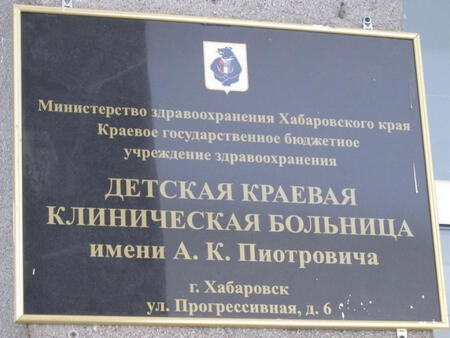 Министерство здравоохранения Хабаровского края
Краевое государственное бюджетное
учреждение здравоохранения
ДЕТСКАЯ КРАЕВАЯ
КЛИНИЧЕСКАЯ БОЛЬНИЦА
имени А. К. Пиотровича
г. Хабаровск
ул. Прогрессивная, д. 6